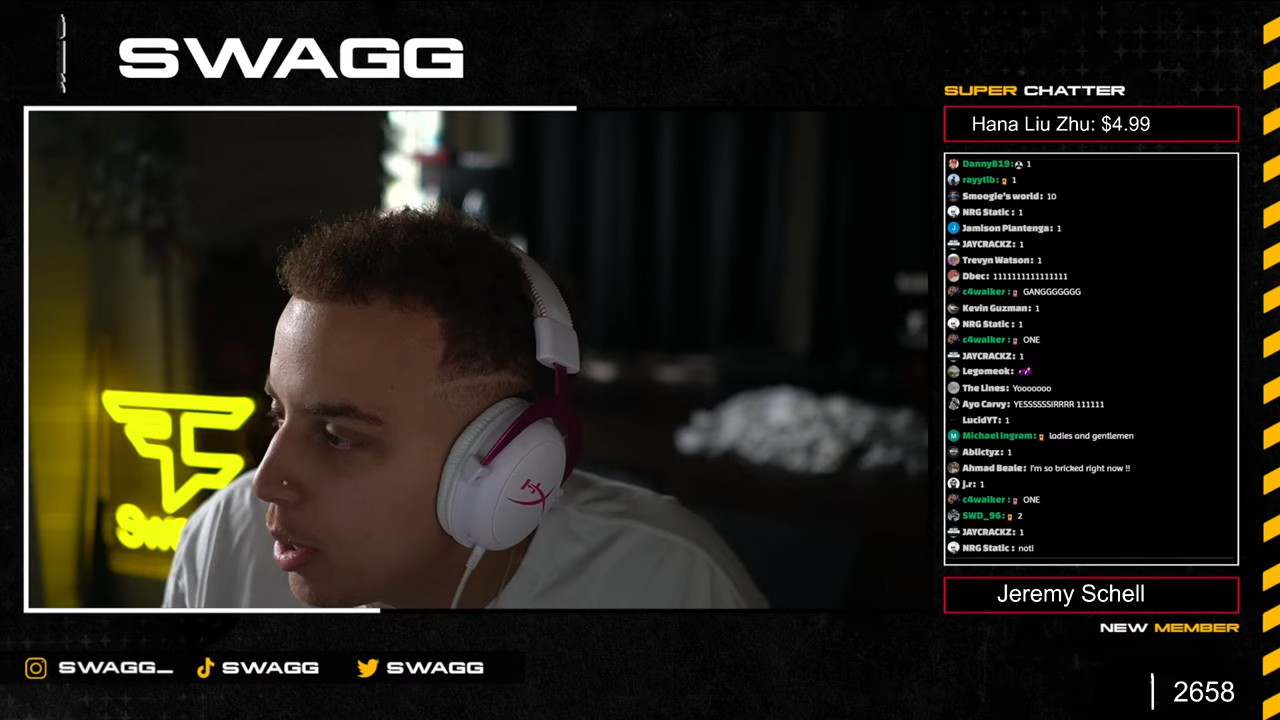 SWAGG
SUPER CHATTER
Hana Liu Zhu: $4.99
DannyB19: 1
rayytlb: 1
Smoogie's world: 10
NRG Static: 1
Jamison Plantenga: 1
JAYCRACKZ: 1
Trevyn Watson: 1
Dbec: 1111111111111111
c4walker: GANGGGGGGG
Kevin Guzman: 1
NRG Static: 1
c4walker: ONE
JAYCRACKZ: 1
Legomeok:
The Lines: Yooooooo
Ayo Carvy: YESSSSSSIRRRR 111111
LucidYT: 1
Michael Ingram: ladies and gentlemen
Ablictyz: 1
Ahmad Beale: I'm so bricked right now !!
j.r: 1
c4walker: ONE
SWD_96: 2
JAYCRACKZ: 1
NRG Static: noti
Jeremy Schell
NEW MEMBER
SWAGG_ SWAGG SWAGG
2658